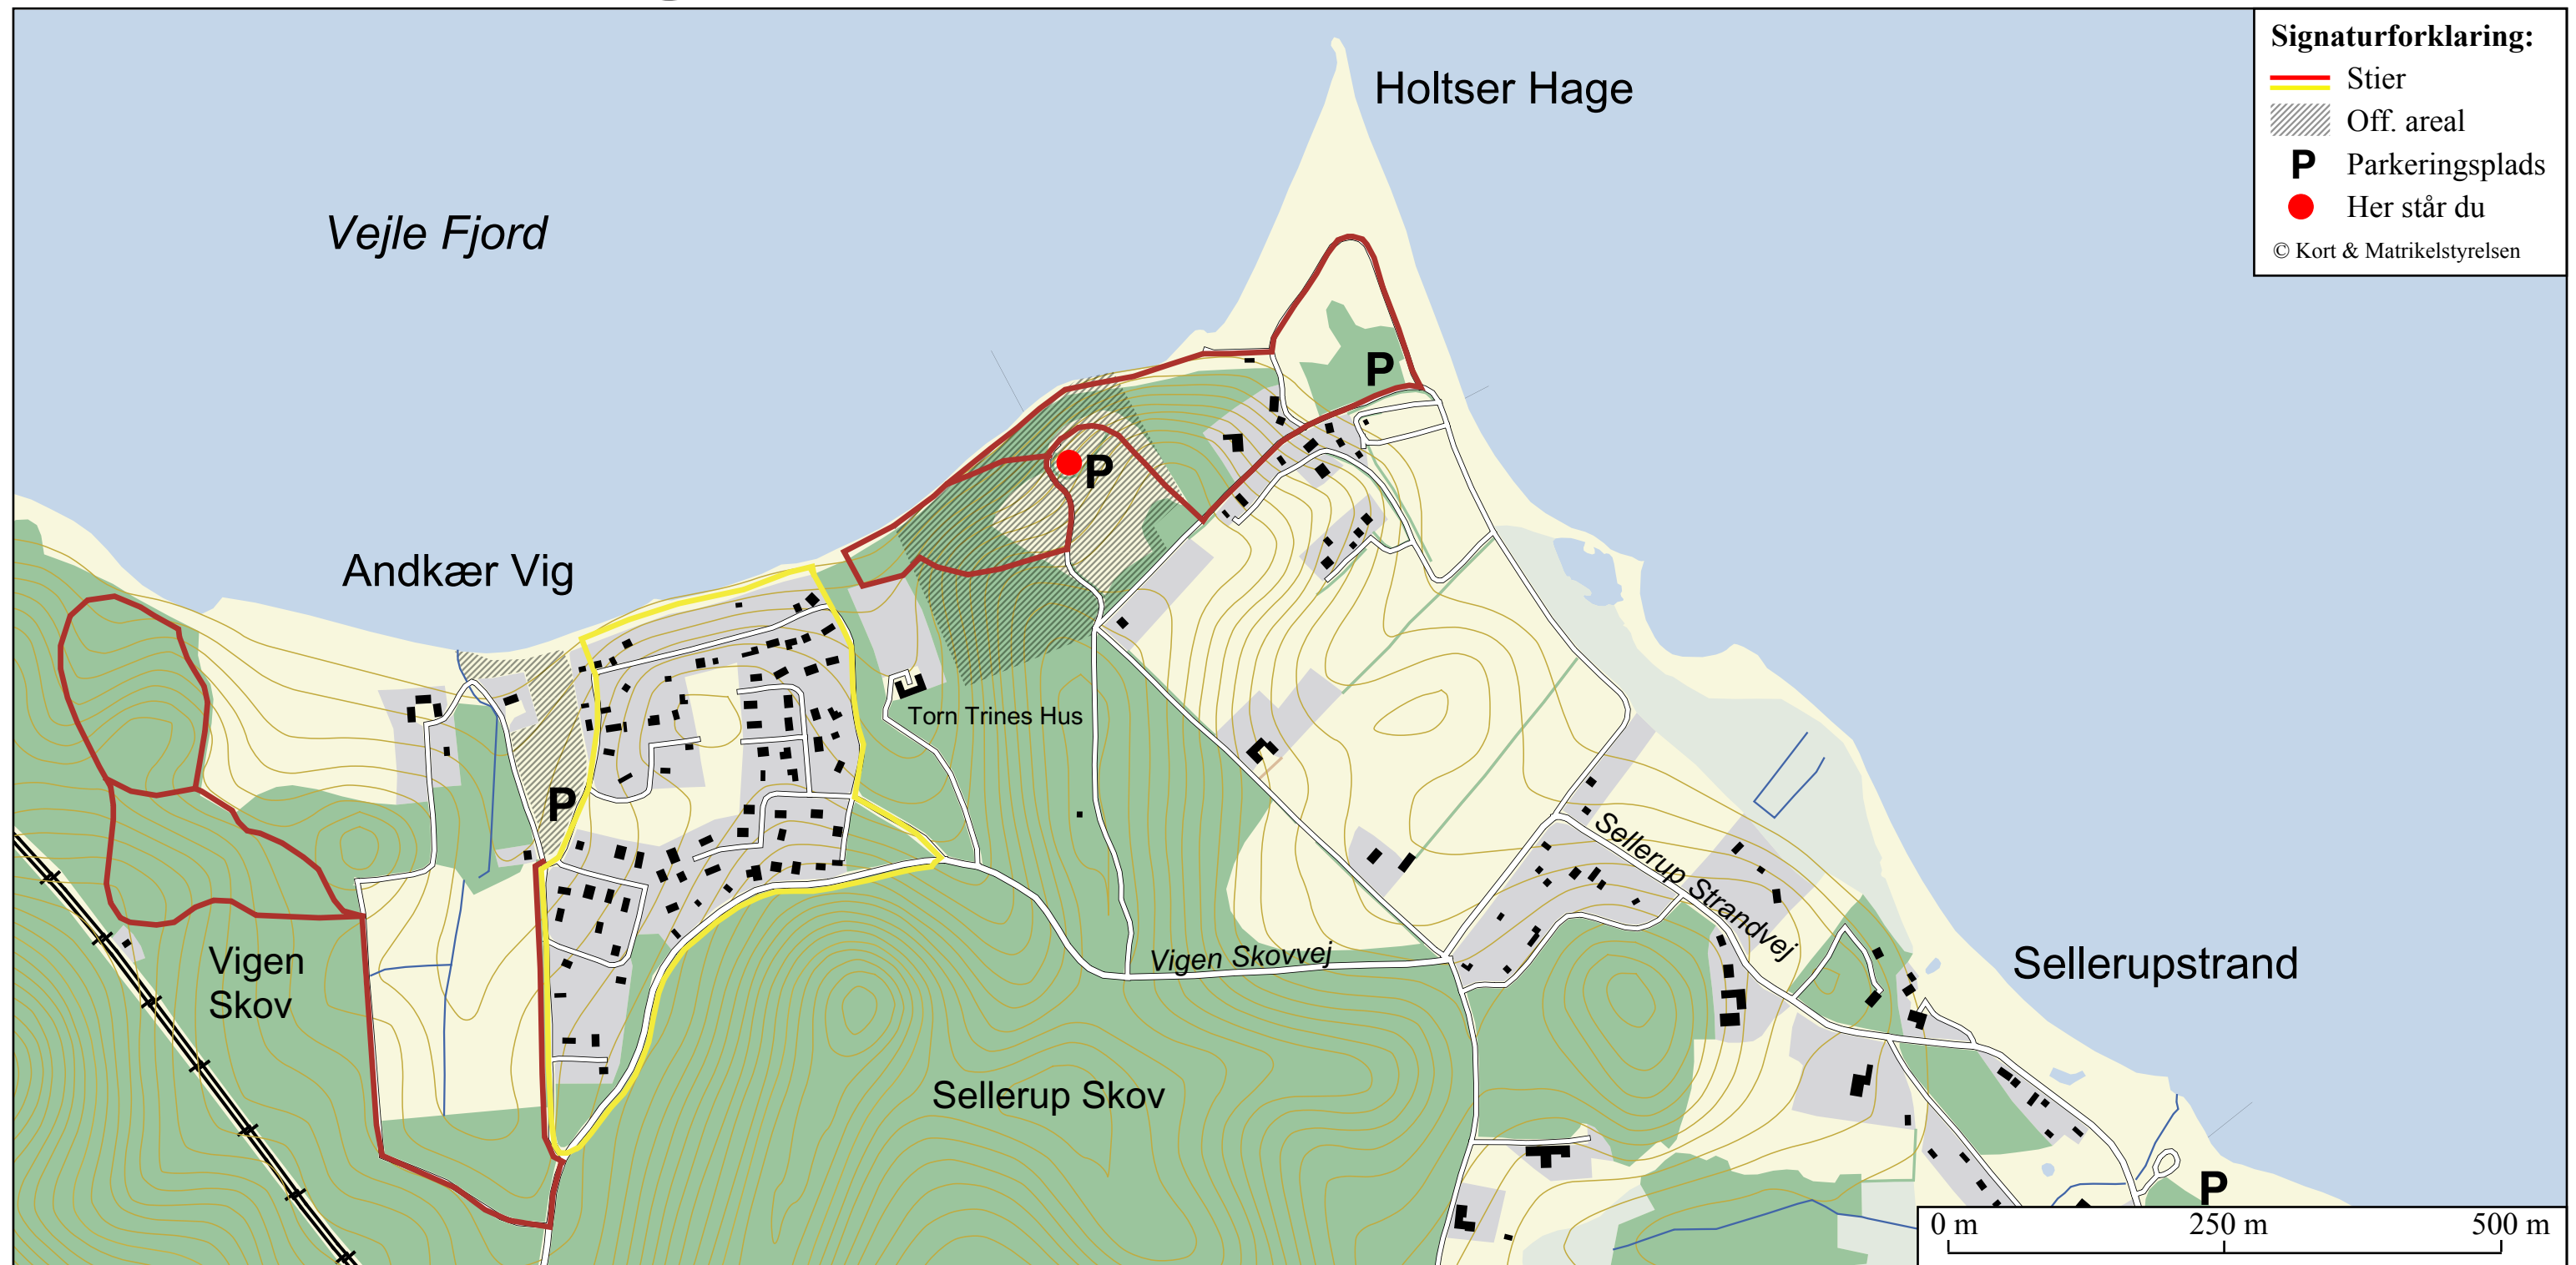 Holtser Hage
Signaturforklaring:
Stier
Off. areal
P Parkeringsplads
Her står du
© Kort & Matrikelstyrelsen
Vejle Fjord
P
P
Andkær Vig
Torn Trines Hus
P
Sellerup Strandvej
Vigen Skovvej
Vigen
Skov
Sellerupstrand
Sellerup Skov
P
0 m 250 m 500 m